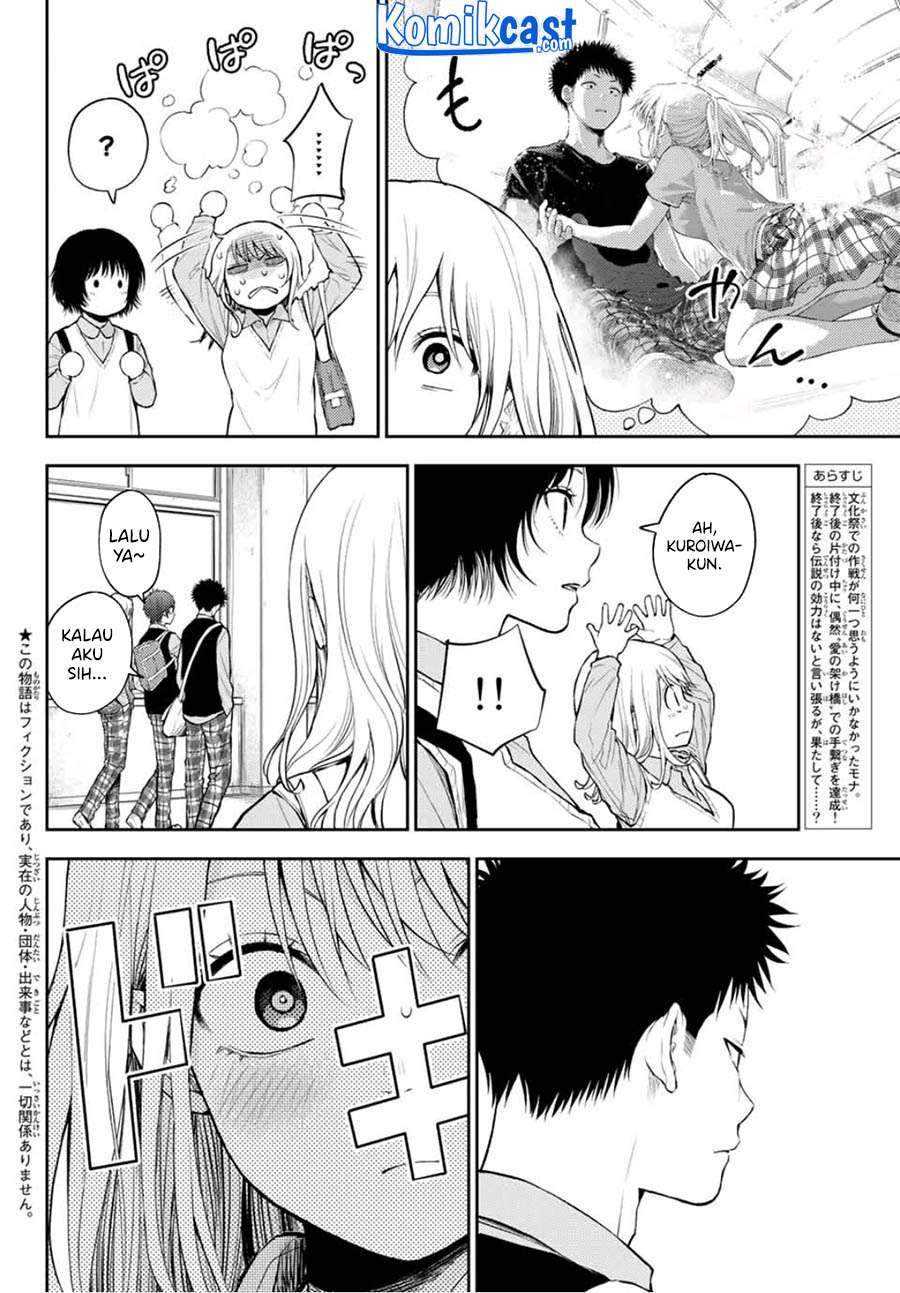 Komikcast
.com
もやん…
ぱぱぱっ
……
?
あらすじ
文化祭での作戦が何一つ思うようにいかなかったモナ。
終了後の片付け中に、偶然“愛の架け橋”での手繋ぎを達成!
終了後なら伝説の効力はないと言い張るが、果たして……?
AH,
KUROIWA-
KUN.
!!
LALU
YA~
KALAU
AKU
SIH...
ドキ
★この物語はフィクションであり、実在の人物・団体・出来事などとは、一切関係ありません。